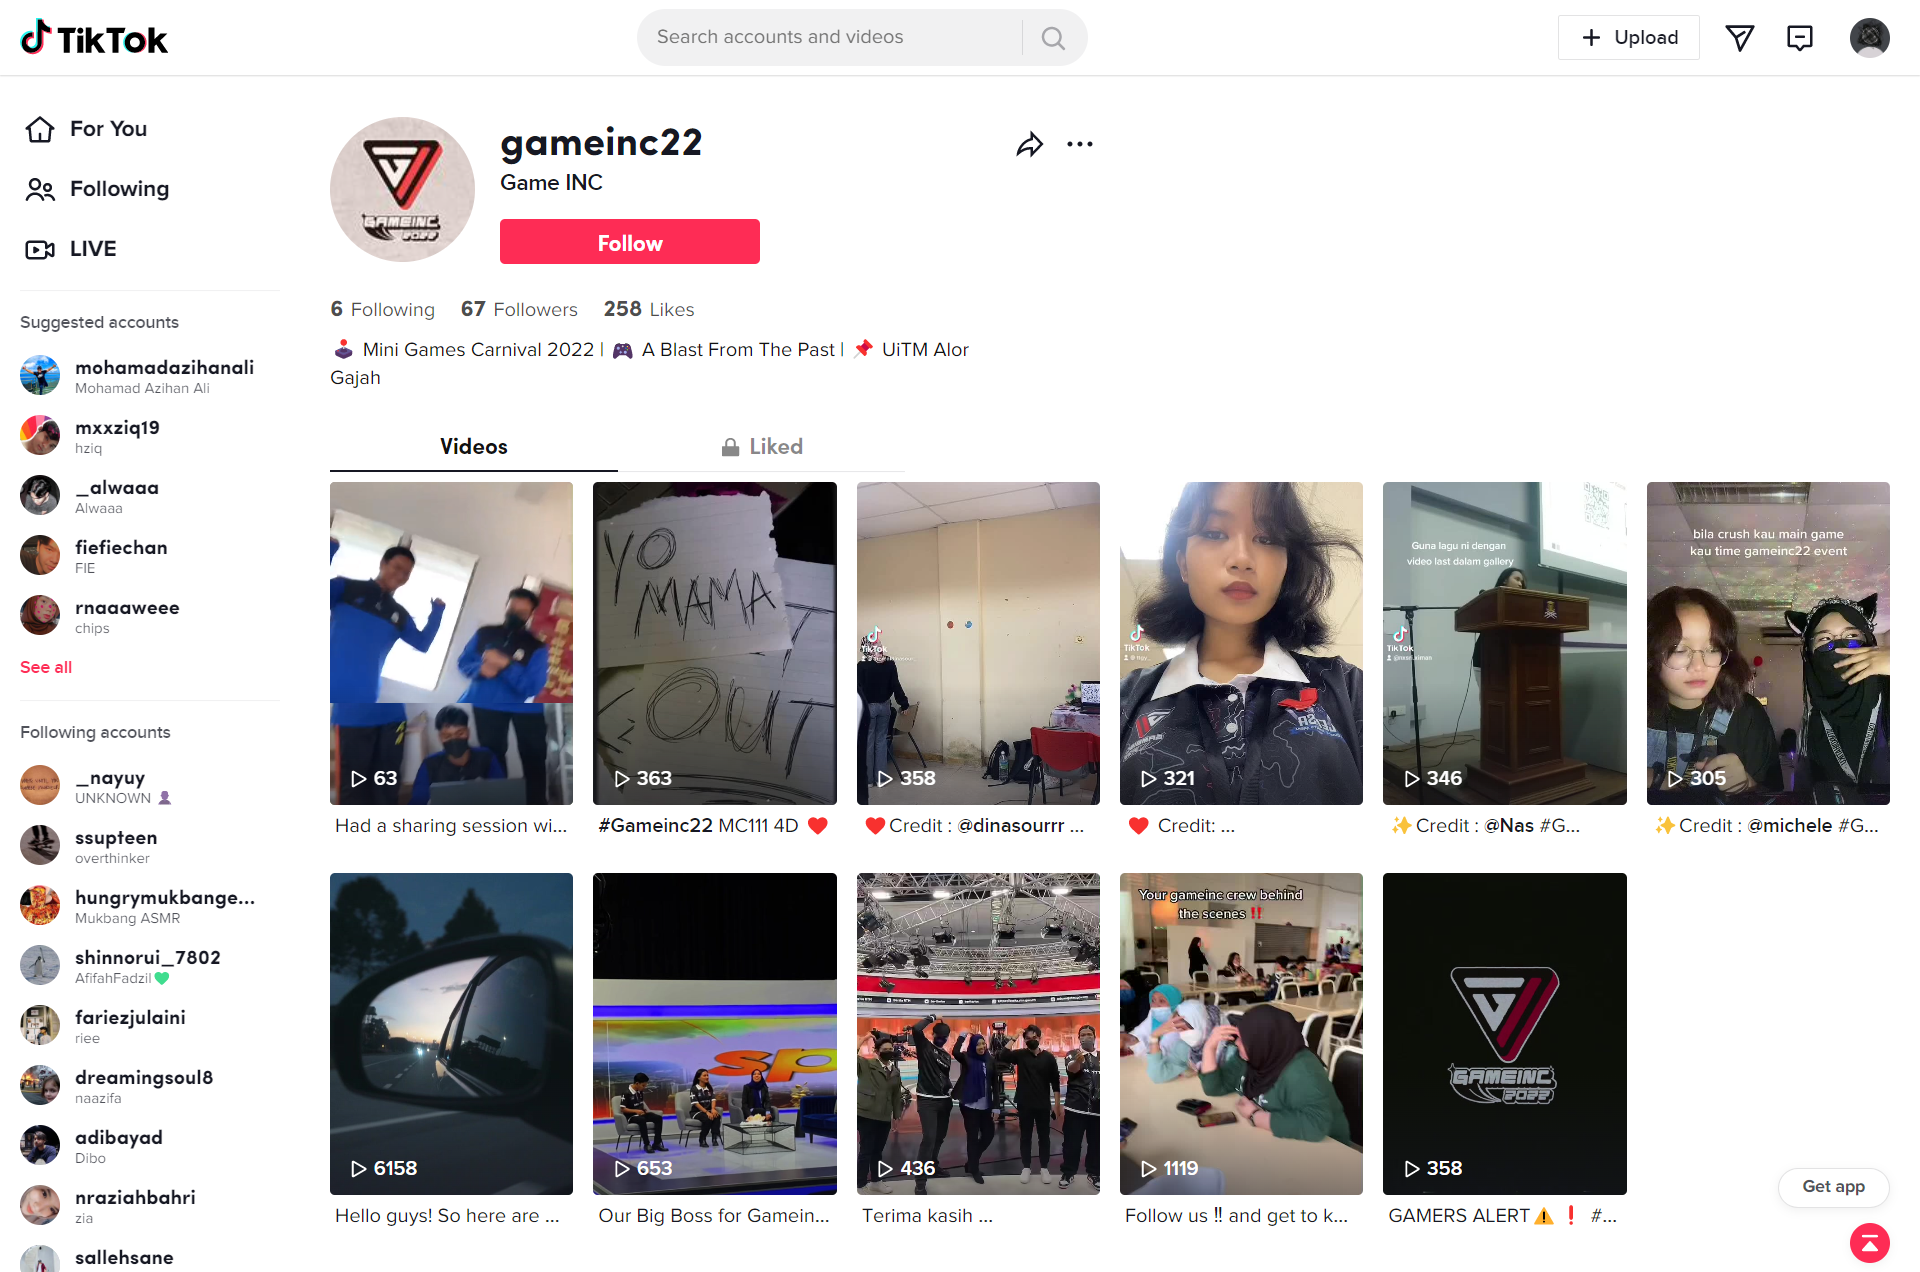 TikTok
Search accounts and videos
Upload
For You
Following
LIVE
Suggested accounts
mohamadazihanali
Mohamad Azihan Ali
mxxziq19
hziq
_alwaaa
Alwaaa
fiefiechan
FIE
rnaaaweee
chips
See all
Following accounts
_nayuy
UNKNOWN 👤
ssupteen
overthinker
hungrymukbange...
Mukbang ASMR
shinnorui_7802
AfifahFadzil💚
fariezjulaini
riee
dreamingsoul8
naazifa
adibayad
Dibo
nraziahbahri
zia
sallehsane
GAMEINC
2022
gameinc22
Game INC
Follow
6 Following 67 Followers 258 Likes
🕹️ Mini Games Carnival 2022 | 🎮 A Blast From The Past | 📌 UiTM Alor
Gajah
Videos
Liked
63
Had a sharing session wi...
YO
MAMA
OUT
363
#Gameinc22 MC111 4D ❤️
TikTok
358
❤️Credit : @dinasourrr ...
TikTok
321
❤️ Credit: ...
Guna lagu ni dengan
video last dalam gallery
TikTok
346
✨Credit : @Nas #G...
bila crush kau main game
kau time gameinc22 event
305
✨Credit : @michele #G...
6158
Hello guys! So here are ...
sp
653
Our Big Boss for Gamein...
436
Terima kasih ...
Your gameinc crew behind
the scenes ‼️
1119
Follow us ‼ and get to k...
GAMEINC
2022
358
GAMERS ALERT⚠️ ❗ #...
Get app